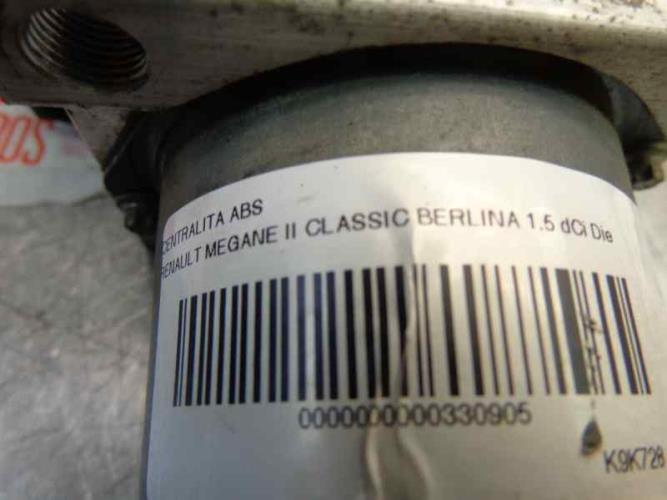 CENTRALITA ABS
RENAULT MEGANE II CLASSIC BERLINA 1.5 dCi Die
0000000000330905
K9K728